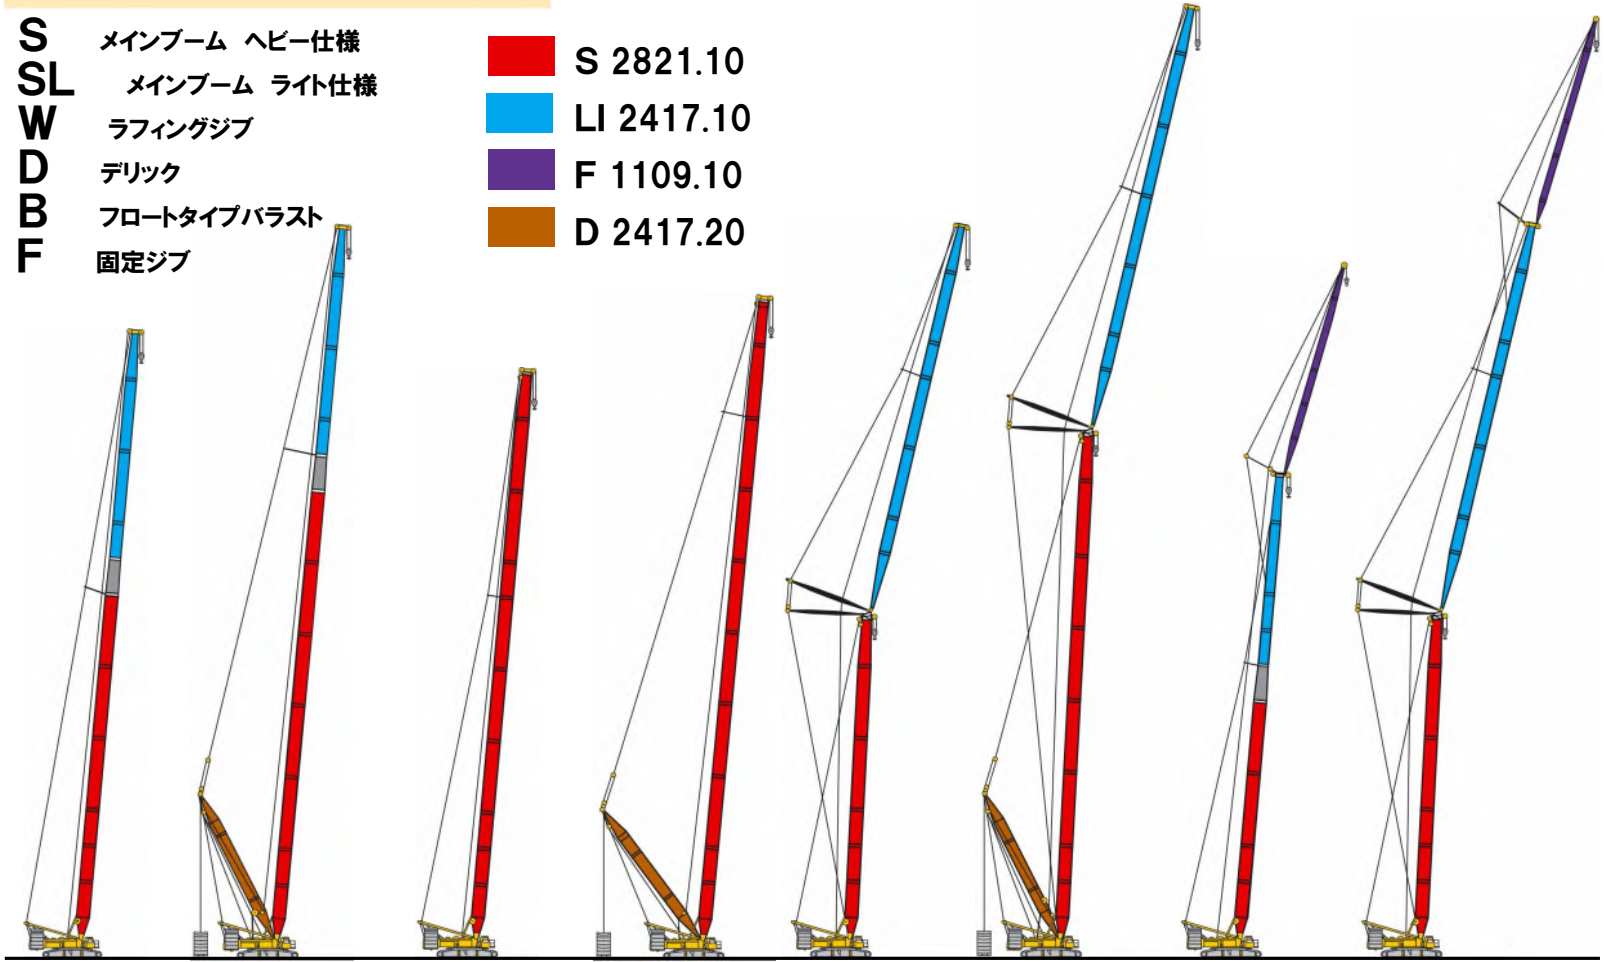 S メインブーム ヘビー仕様
SL メインブーム ライト仕様
W ラフィングジブ
D デリック
B フロートタイプバラスト
F 固定ジブ
S 2821.10
LI 2417.10
F 1109.10
D 2417.20